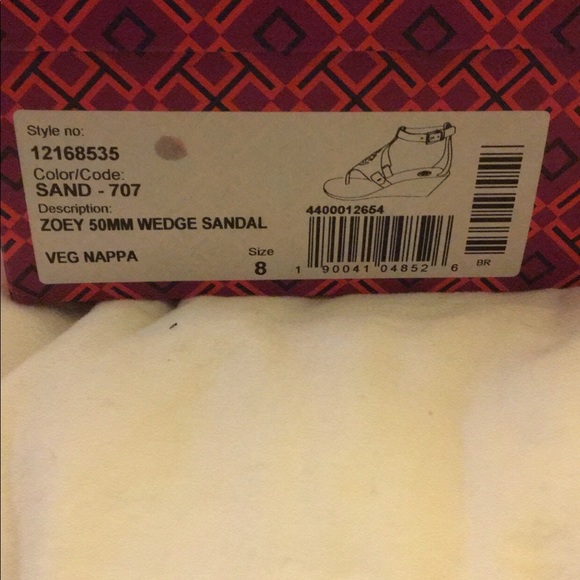 Style no:
12168535
Color/Code:
SAND - 707
Description:
ZOEY 50MM WEDGE SANDAL
VEG NAPPA
Size
8
4400012654
1 90041 04852 6
BR